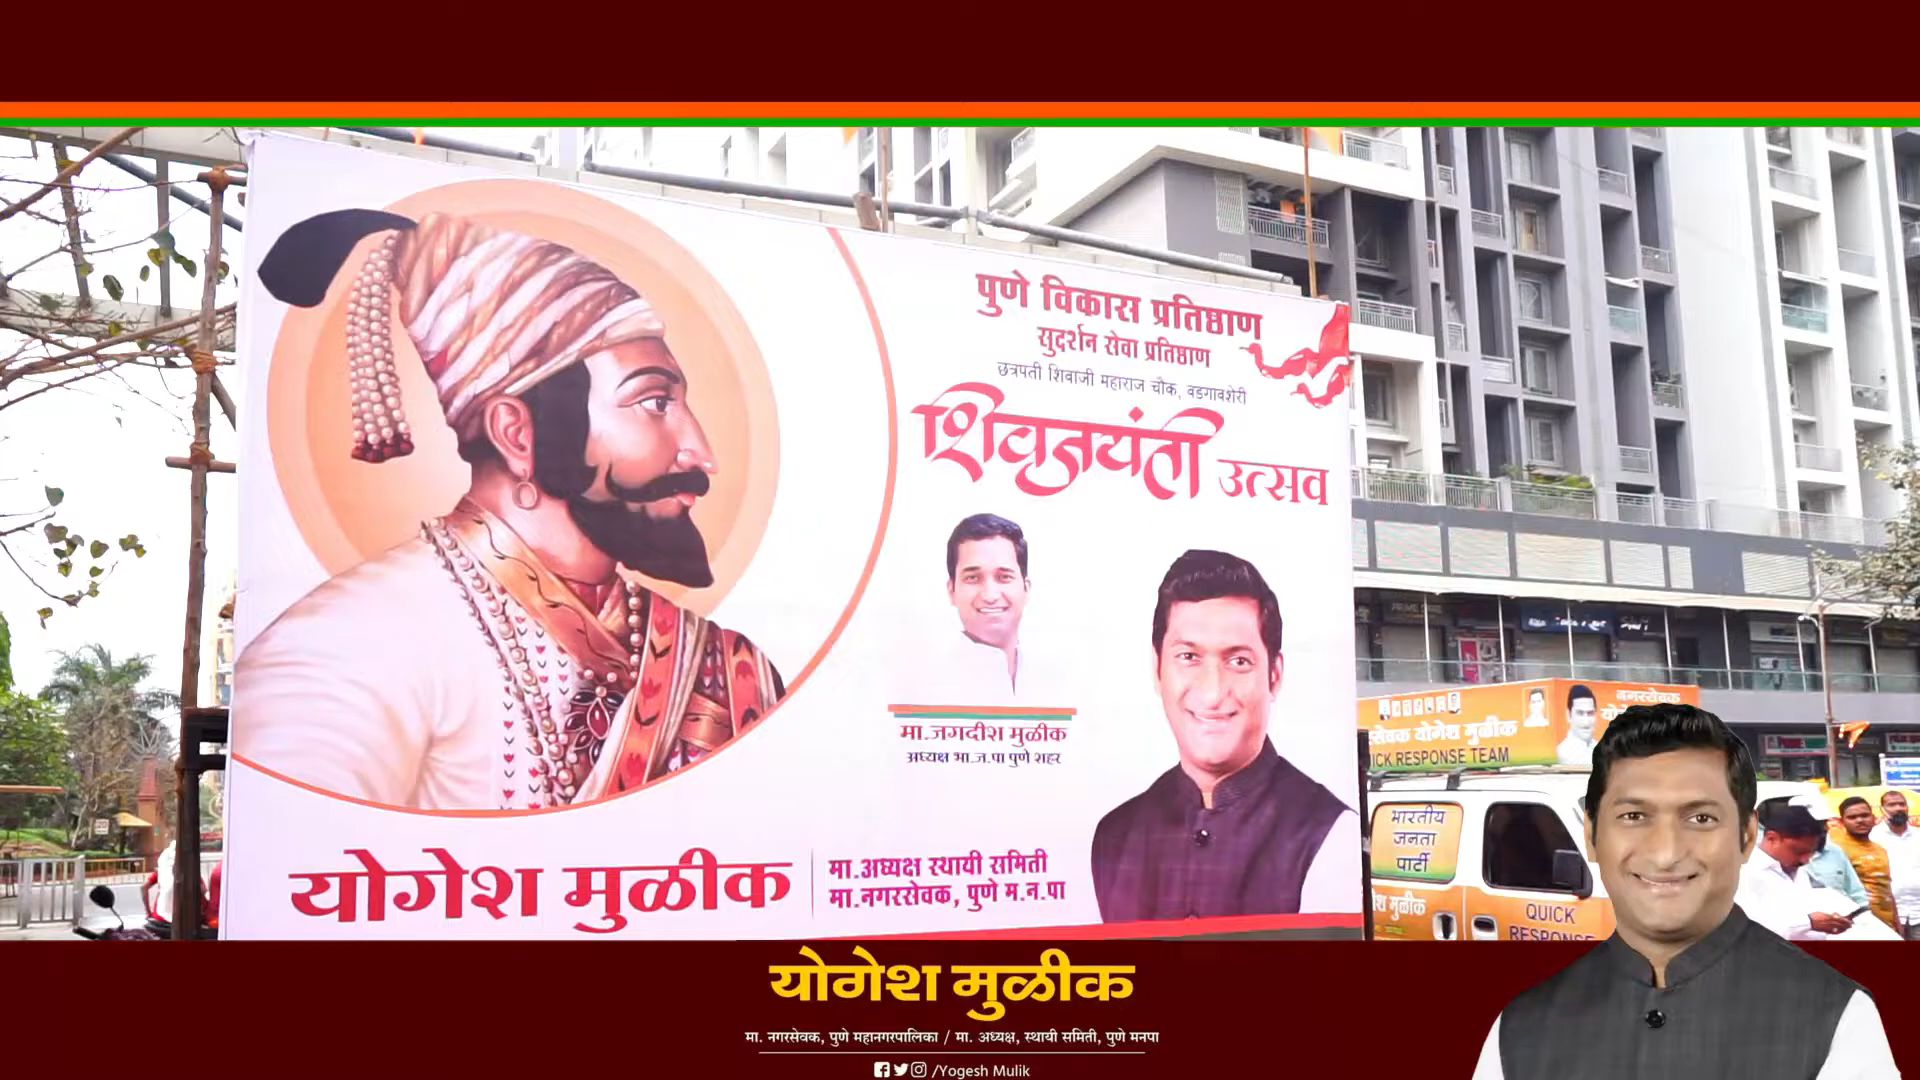 पुणे विकास प्रतिष्ठाण
सुदर्शन सेवा प्रतिष्ठाण
छत्रपती शिवाजी महाराज चौक, वडगावशेरी
शिवजयंती उत्सव
मा.जगदीश मुळीक
अध्यक्ष भा.ज.पा पुणे शहर
योगेश मुळीक
मा.अध्यक्ष स्थायी समिती
मा.नगरसेवक, पुणे म.न.पा
नगरसेवक
सेवक योगेश मुळीक
ICK RESPONSE TEAM
भारतीय
जनता
पार्टी
श मुळीक
QUICK
RESPONSE
योगेश मुळीक
मा. नगरसेवक, पुणे महानगरपालिका / मा. अध्यक्ष, स्थायी समिती, पुणे मनपा
/Yogesh Mulik